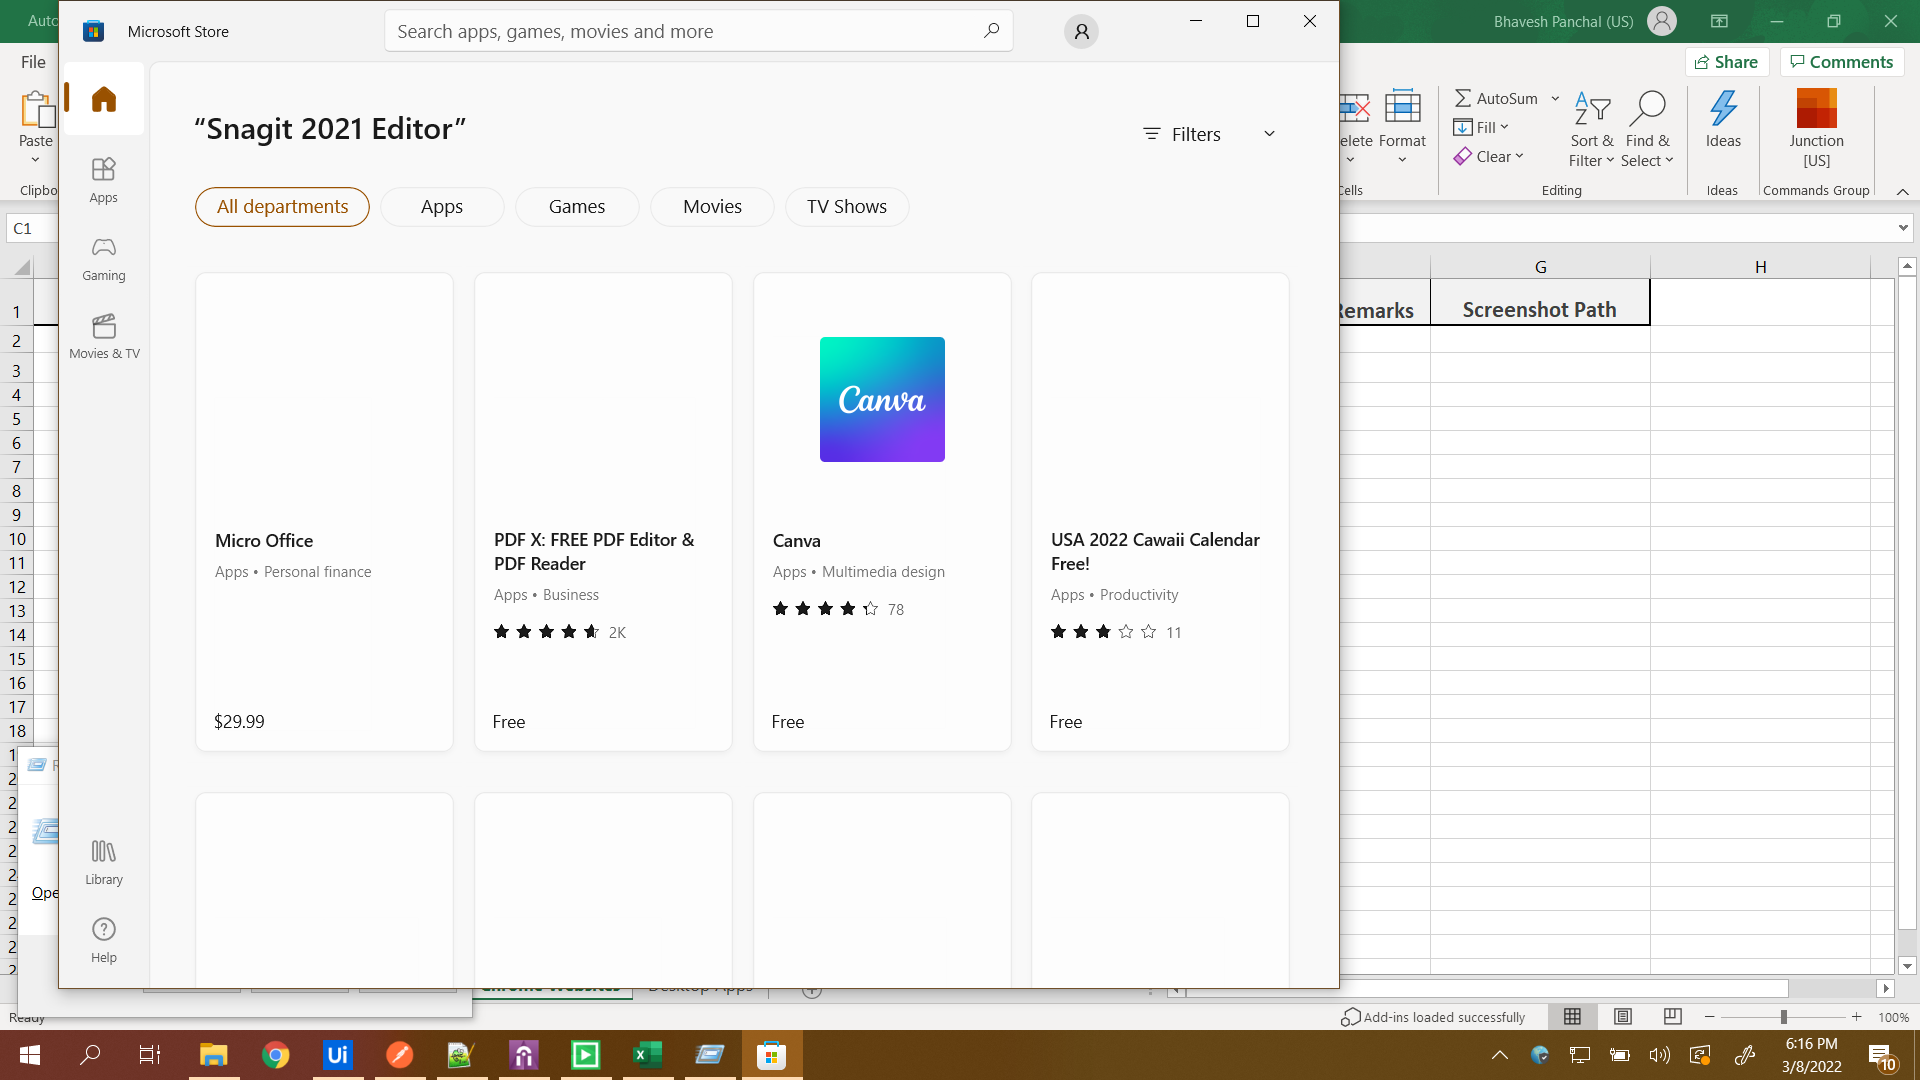 Auto
Microsoft Store
Search apps, games, movies and more
Bhavesh Panchal (US)
File
Share
Comments
Paste
Clipbo
elete
Format
Cells
AutoSum
Fill
Clear
Sort &
Filter
Find &
Select
Editing
Ideas
Ideas
Junction
[US]
Commands Group
C1
Apps
Gaming
Movies & TV
Library
Help
“Snagit 2021 Editor”
Filters
All departments
Apps
Games
Movies
TV Shows
Micro Office
Apps • Personal finance
$29.99
PDF X: FREE PDF Editor &
PDF Reader
Apps • Business
2K
Free
Canva
Canva
Apps • Multimedia design
78
Free
USA 2022 Cawaii Calendar
Free!
Apps • Productivity
11
Free
G
H
Remarks
Screenshot Path
1
2
3
4
5
6
7
8
9
10
11
12
13
14
15
16
17
18
Ope
Chrome Websites
Desktop Apps
Ready
Add-ins loaded successfully
100%
Ui
6:16 PM
3/8/2022
10